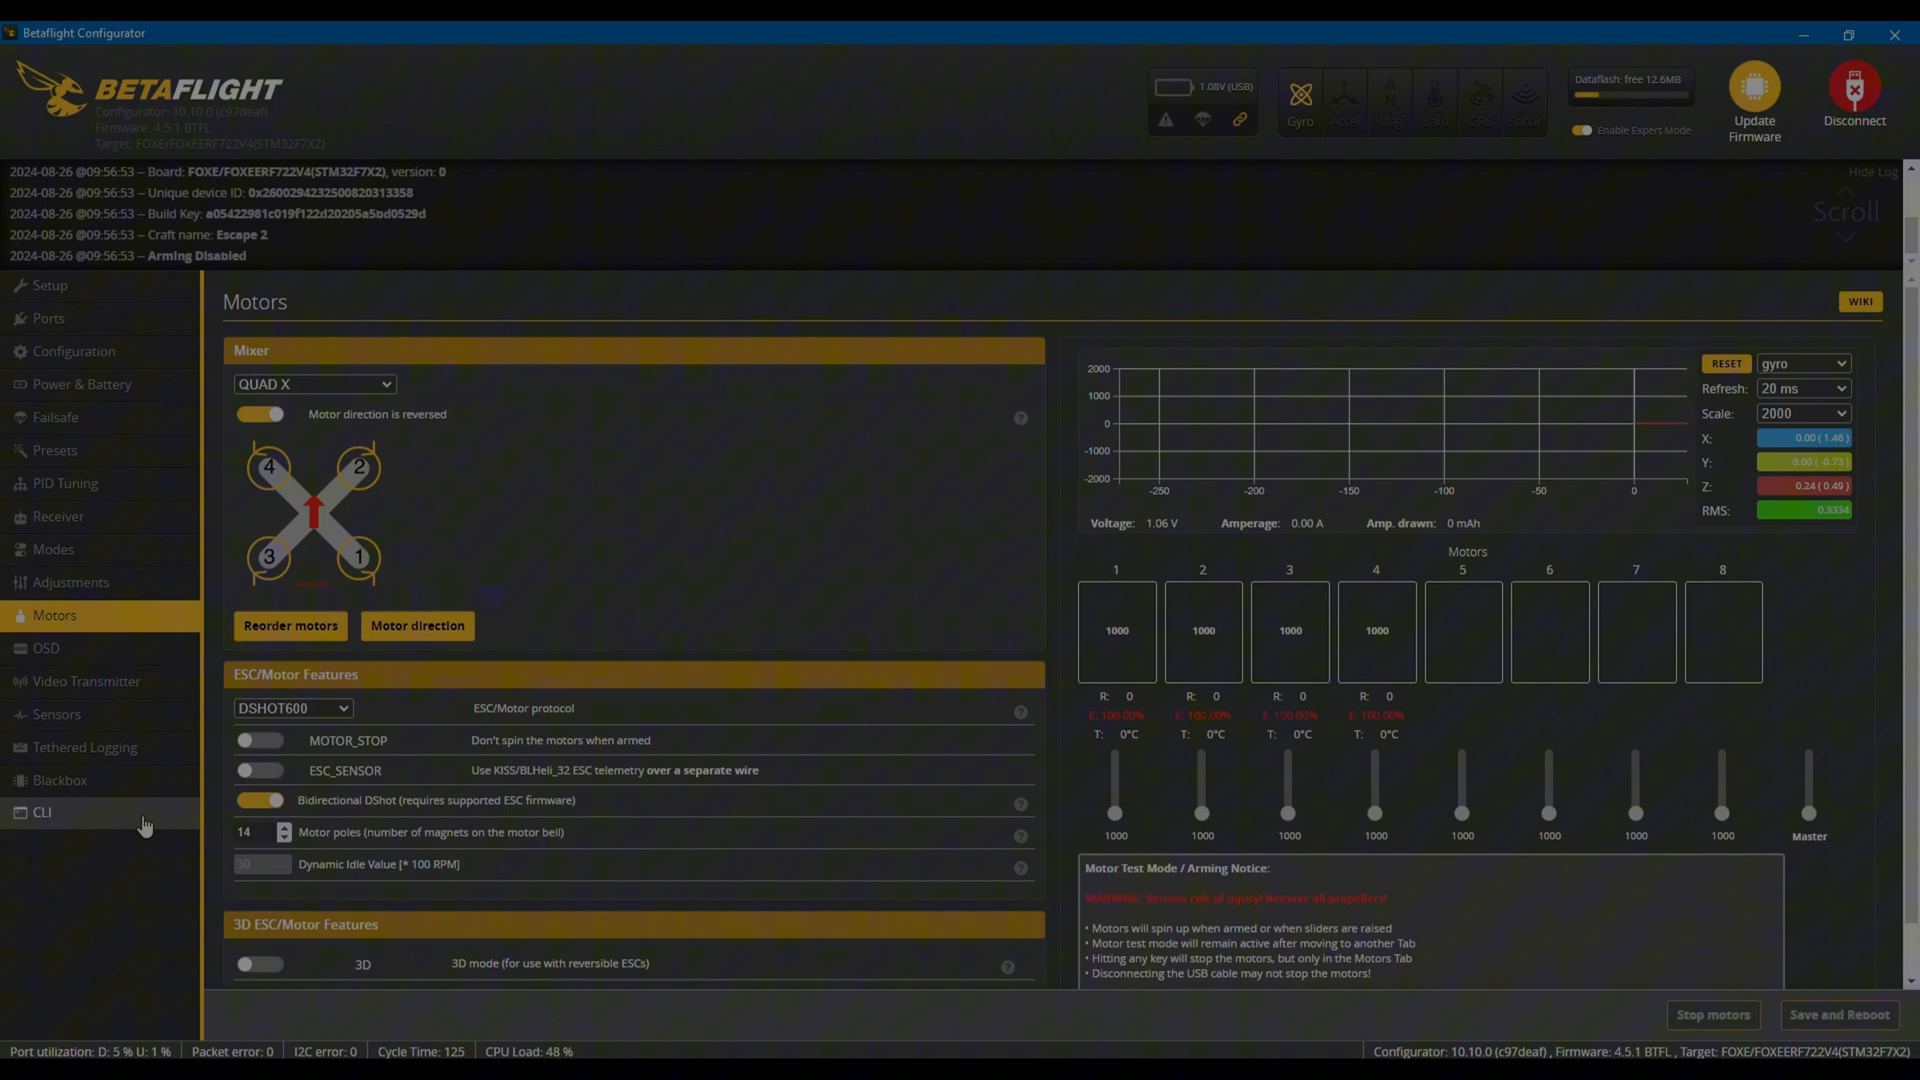 Betaflight Configurator
BETAFLIGHT
Configurator: 10.10.0 (c97deaf)
Firmware: 4.5.1 BTFL
Target: FOXE/FOXEERF722V4(STM32F7X2)
1.08V (USB)
Gyro
Accel
Mag
Baro
GPS
Sonar
Dataflash: free 12.6MB
Enable Expert Mode
Update
Firmware
Disconnect
2024-08-26 @09:56:53 -- Board: FOXE/FOXEERF722V4(STM32F7X2), version: 0
2024-08-26 @09:56:53 -- Unique device ID: 0x2600294232500820313358
2024-08-26 @09:56:53 -- Build Key: a05422981c019f122d20205a5bd0529d
2024-08-26 @09:56:53 -- Craft name: Escape 2
2024-08-26 @09:56:53 -- Arming Disabled
Hide Log
Scroll
Setup
Ports
Configuration
Power & Battery
Failsafe
Presets
PID Tuning
Receiver
Modes
Adjustments
Motors
OSD
Video Transmitter
Sensors
Tethered Logging
Blackbox
CLI
Motors
WIKI
Mixer
QUAD X
Motor direction is reversed
4 2
3 1
Reorder motors Motor direction
ESC/Motor Features
DSHOT600 ESC/Motor protocol
MOTOR_STOP Don't spin the motors when armed
ESC_SENSOR Use KISS/BLHeli_32 ESC telemetry over a separate wire
Bidirectional DShot (requires supported ESC firmware)
14 Motor poles (number of magnets on the motor bell)
30 Dynamic Idle Value [* 100 RPM]
3D ESC/Motor Features
3D 3D mode (for use with reversible ESCs)
2000
1000
0
-1000
-2000
-250 -200 -150 -100 -50 0
RESET gyro
Refresh: 20 ms
Scale: 2000
X: 0.00 ( 1.46 )
Y: 0.00 ( -0.73 )
Z: 0.24 ( 0.49 )
RMS: 0.3334
Voltage: 1.06 V Amperage: 0.00 A Amp. drawn: 0 mAh
Motors
1 2 3 4 5 6 7 8
1000 1000 1000 1000
R: 0 R: 0 R: 0 R: 0
E: 100.00% E: 100.00% E: 100.00% E: 100.00%
T: 0°C T: 0°C T: 0°C T: 0°C
1000 1000 1000 1000 1000 1000 1000 1000 Master
Motor Test Mode / Arming Notice:
WARNING: Serious risk of injury! Remove all propellers!
• Motors will spin up when armed or when sliders are raised
• Motor test mode will remain active after moving to another Tab
• Hitting any key will stop the motors, but only in the Motors Tab
• Disconnecting the USB cable may not stop the motors!
Stop motors Save and Reboot
Port utilization: D: 5 % U: 1 % Packet error: 0 I2C error: 0 Cycle Time: 125 CPU Load: 48 %
Configurator: 10.10.0 (c97deaf) , Firmware: 4.5.1 BTFL , Target: FOXE/FOXEERF722V4(STM32F7X2)